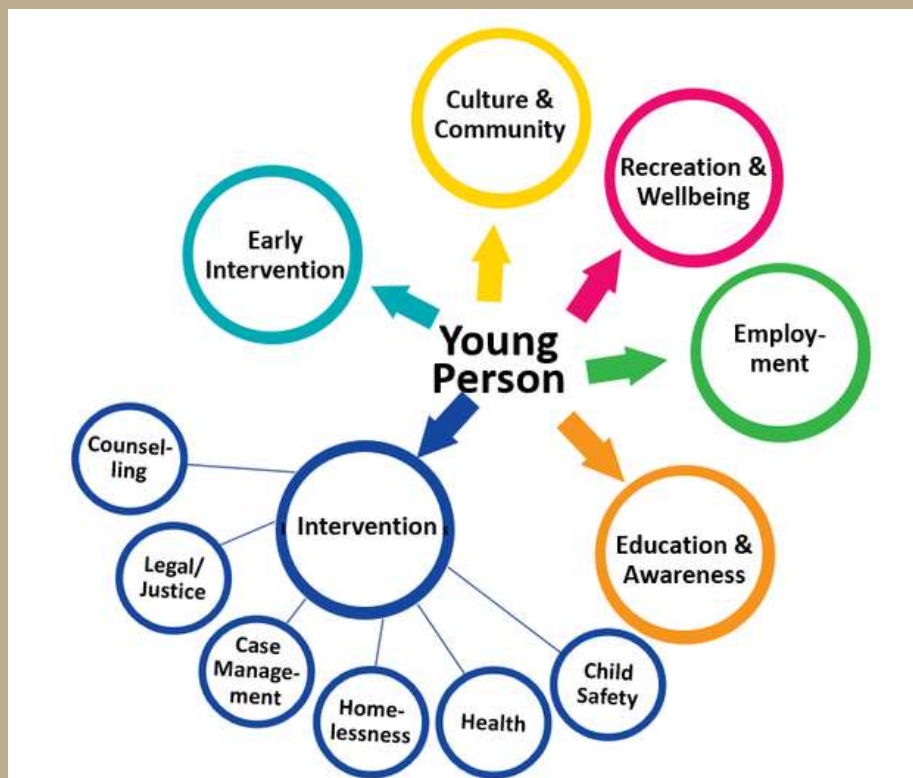 Culture &
Community
Recreation &
Wellbeing
Early
Intervention
Employ-
ment
Young
Person
Education &
Awareness
Intervention
Counsel-
ling
Legal/
Justice
Case
Manage-
ment
Home-
lessness
Health
Child
Safety